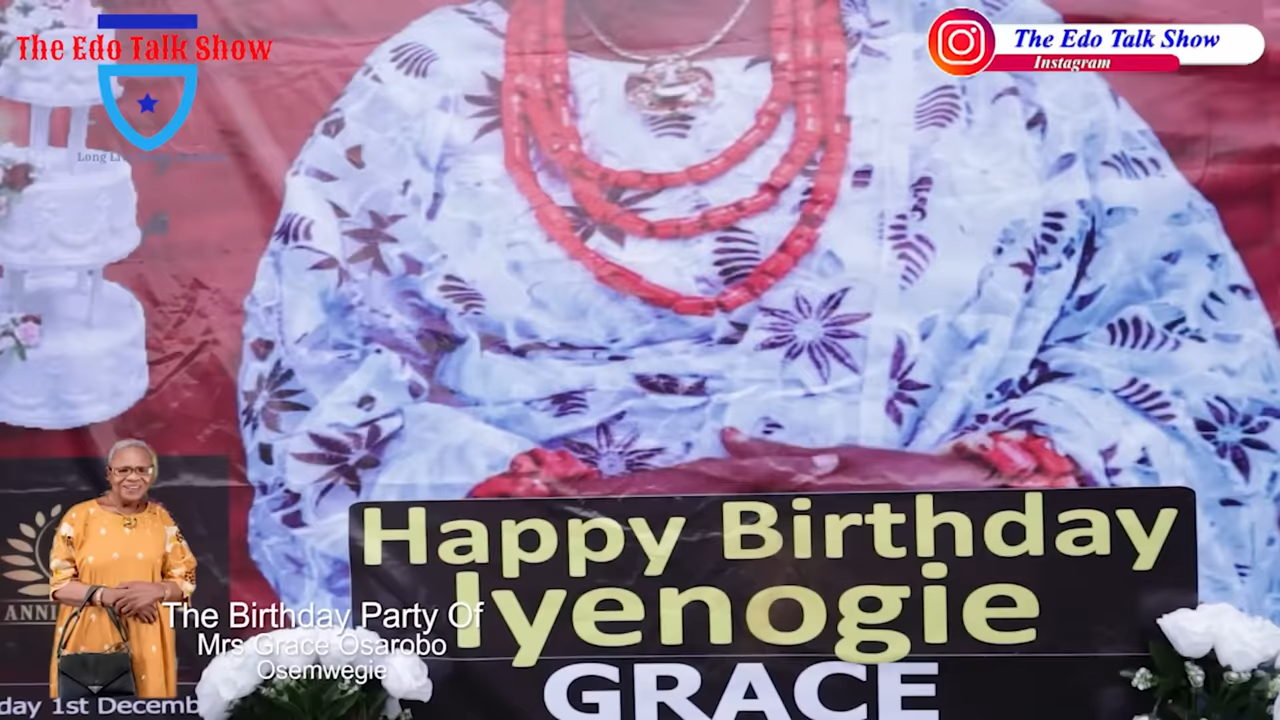 The Edo Talk Show
The Edo Talk Show
Instagram
Happy Birthday
Iyenogie
GRACE
The Birthday Party Of
Mrs Grace Osarobo
Osemwegie
day 1st Decemb
ANNI